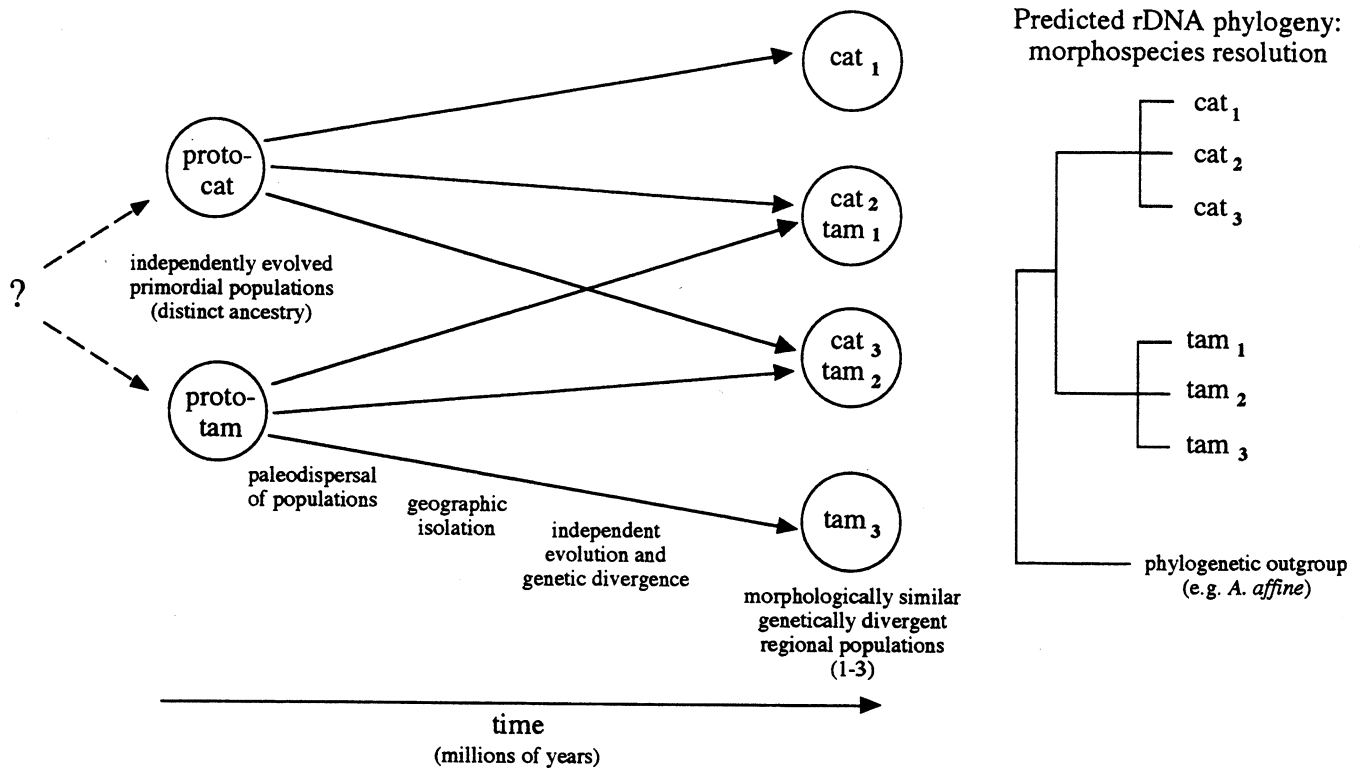 Predicted rDNA phylogeny:
morphospecies resolution
cat 1
cat 1
proto-
cat
cat 2
cat 2
tam 1
cat 3
independently evolved
primordial populations
(distinct ancestry)
?
cat 3
tam 2
tam 1
proto-
tam
tam 2
tam 3
paleodispersal
of populations
geographic
isolation
independent
evolution and
genetic divergence
tam 3
phylogenetic outgroup
(e.g. A. affine)
morphologically similar
genetically divergent
regional populations
(1-3)
time
(millions of years)